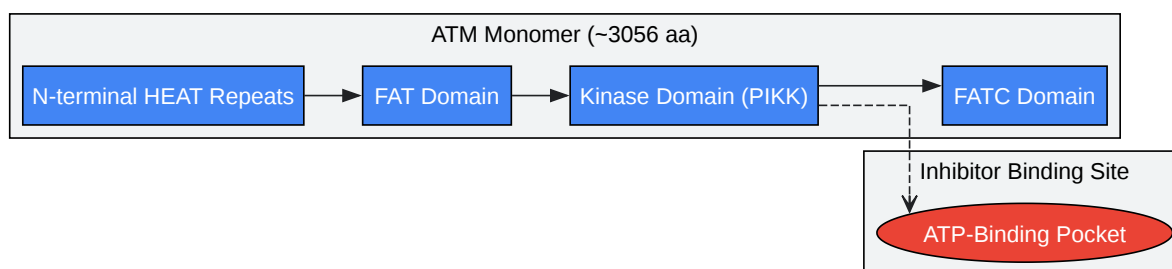 ATM Monomer (~3056 aa)
N-terminal HEAT Repeats
FAT Domain
Kinase Domain (PIKK)
FATC Domain
Inhibitor Binding Site
ATP-Binding Pocket